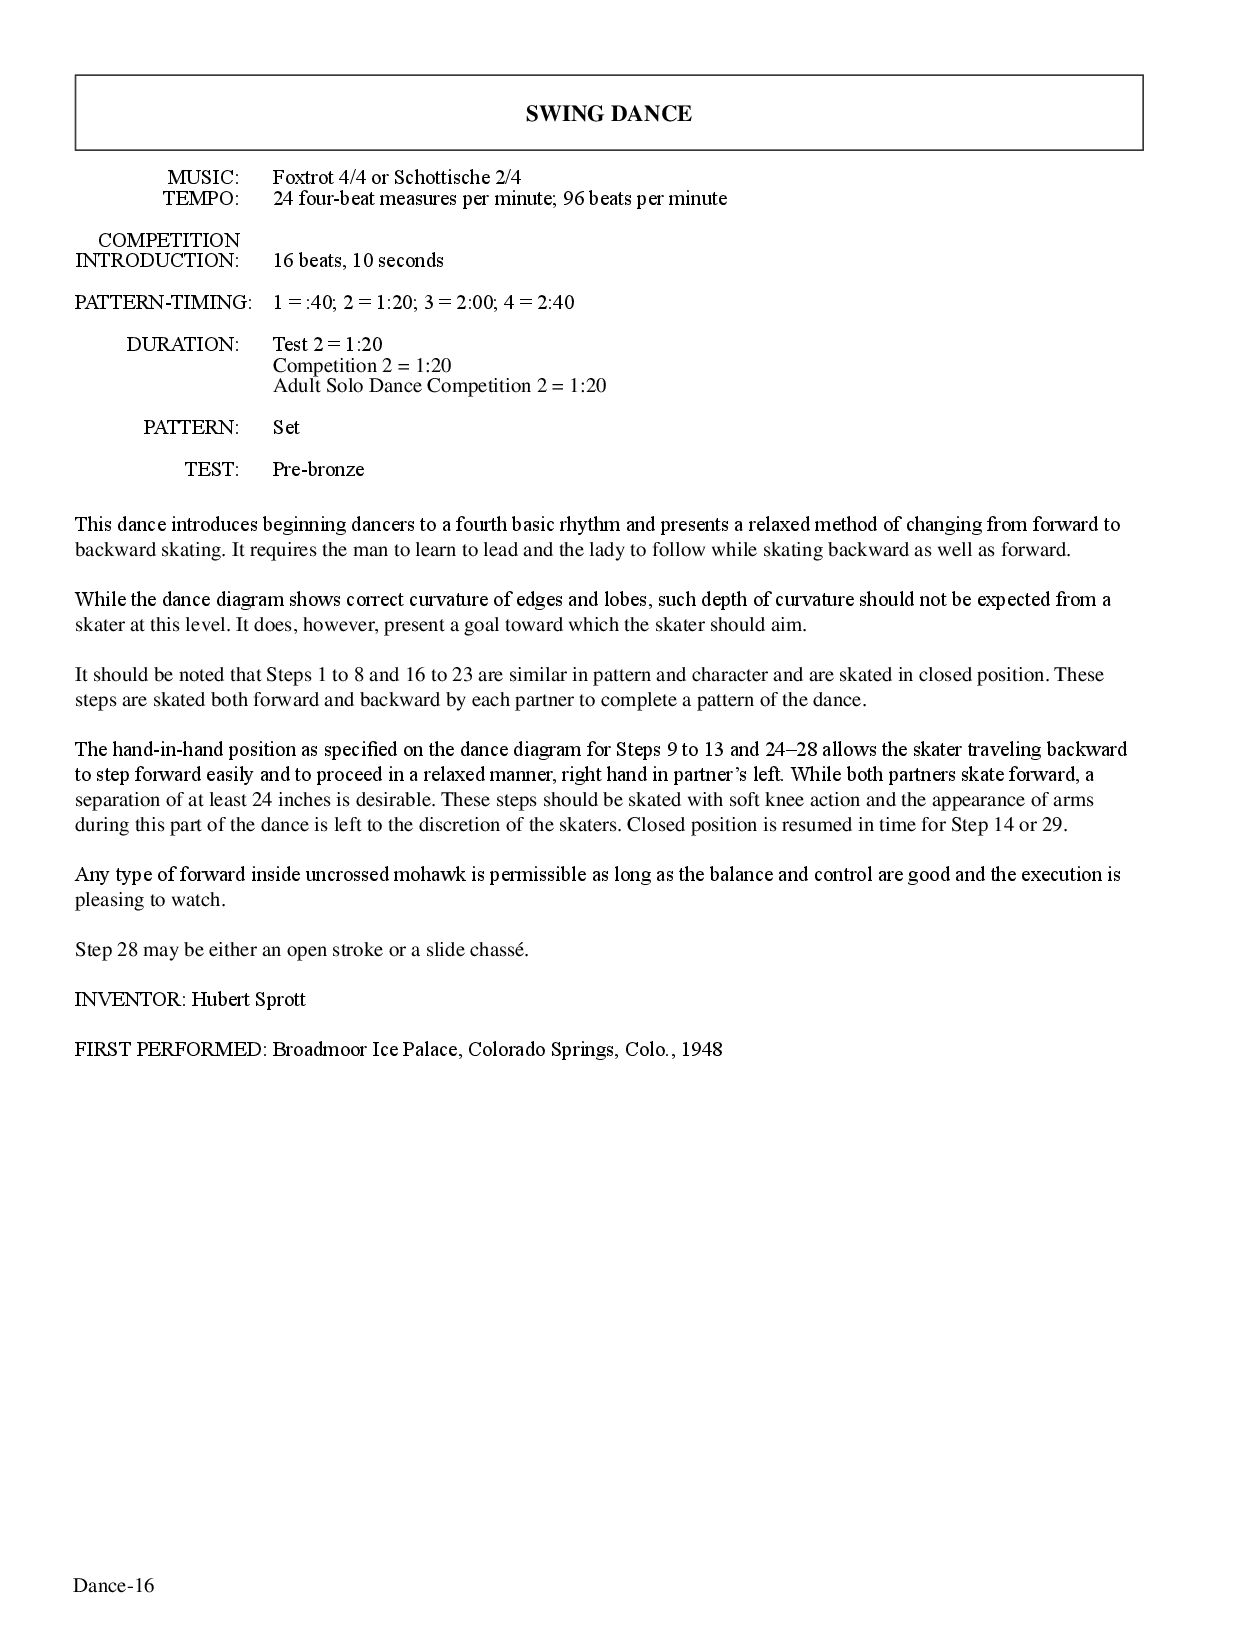 SWING DANCE
MUSIC: Foxtrot 4/4 or Schottische 2/4
TEMPO: 24 four-beat measures per minute; 96 beats per minute
COMPETITION
INTRODUCTION: 16 beats, 10 seconds
PATTERN-TIMING: 1 = :40; 2 = 1:20; 3 = 2:00; 4 = 2:40
DURATION: Test 2 = 1:20
Competition 2 = 1:20
Adult Solo Dance Competition 2 = 1:20
PATTERN: Set
TEST: Pre-bronze
This dance introduces beginning dancers to a fourth basic rhythm and presents a relaxed method of changing from forward to
backward skating. It requires the man to learn to lead and the lady to follow while skating backward as well as forward.
While the dance diagram shows correct curvature of edges and lobes, such depth of curvature should not be expected from a
skater at this level. It does, however, present a goal toward which the skater should aim.
It should be noted that Steps 1 to 8 and 16 to 23 are similar in pattern and character and are skated in closed position. These
steps are skated both forward and backward by each partner to complete a pattern of the dance.
The hand-in-hand position as specified on the dance diagram for Steps 9 to 13 and 24–28 allows the skater traveling backward
to step forward easily and to proceed in a relaxed manner, right hand in partner’s left. While both partners skate forward, a
separation of at least 24 inches is desirable. These steps should be skated with soft knee action and the appearance of arms
during this part of the dance is left to the discretion of the skaters. Closed position is resumed in time for Step 14 or 29.
Any type of forward inside uncrossed mohawk is permissible as long as the balance and control are good and the execution is
pleasing to watch.
Step 28 may be either an open stroke or a slide chassé.
INVENTOR: Hubert Sprott
FIRST PERFORMED: Broadmoor Ice Palace, Colorado Springs, Colo., 1948
Dance-16